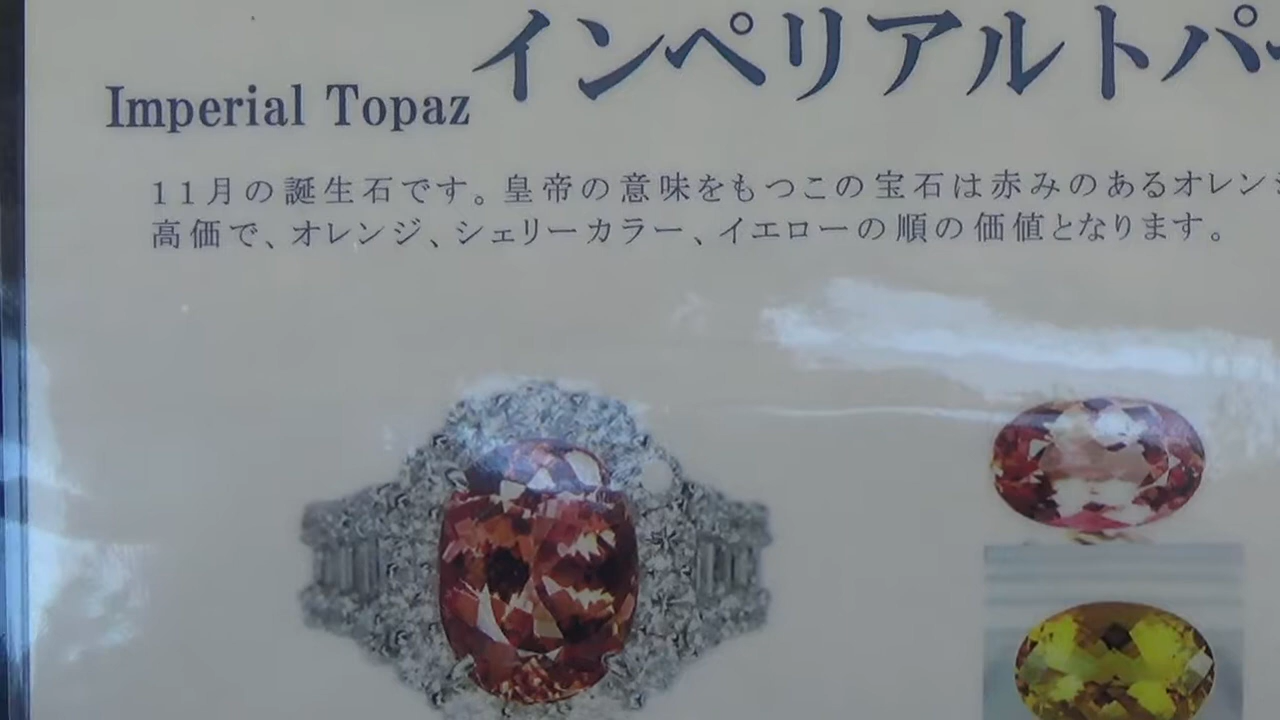 Imperial Topaz インペリアルトパ
11月の誕生石です。皇帝の意味をもつこの宝石は赤みのあるオレン
高価で、オレンジ、シェリーカラー、イエローの順の価値となります。